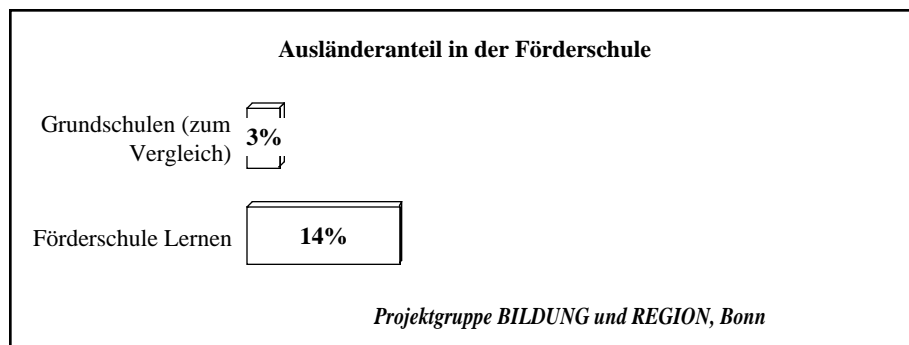 Ausländeranteil in der Förderschule
Grundschulen (zum
Vergleich)
3%
Förderschule Lernen
14%
Projektgruppe BILDUNG und REGION, Bonn